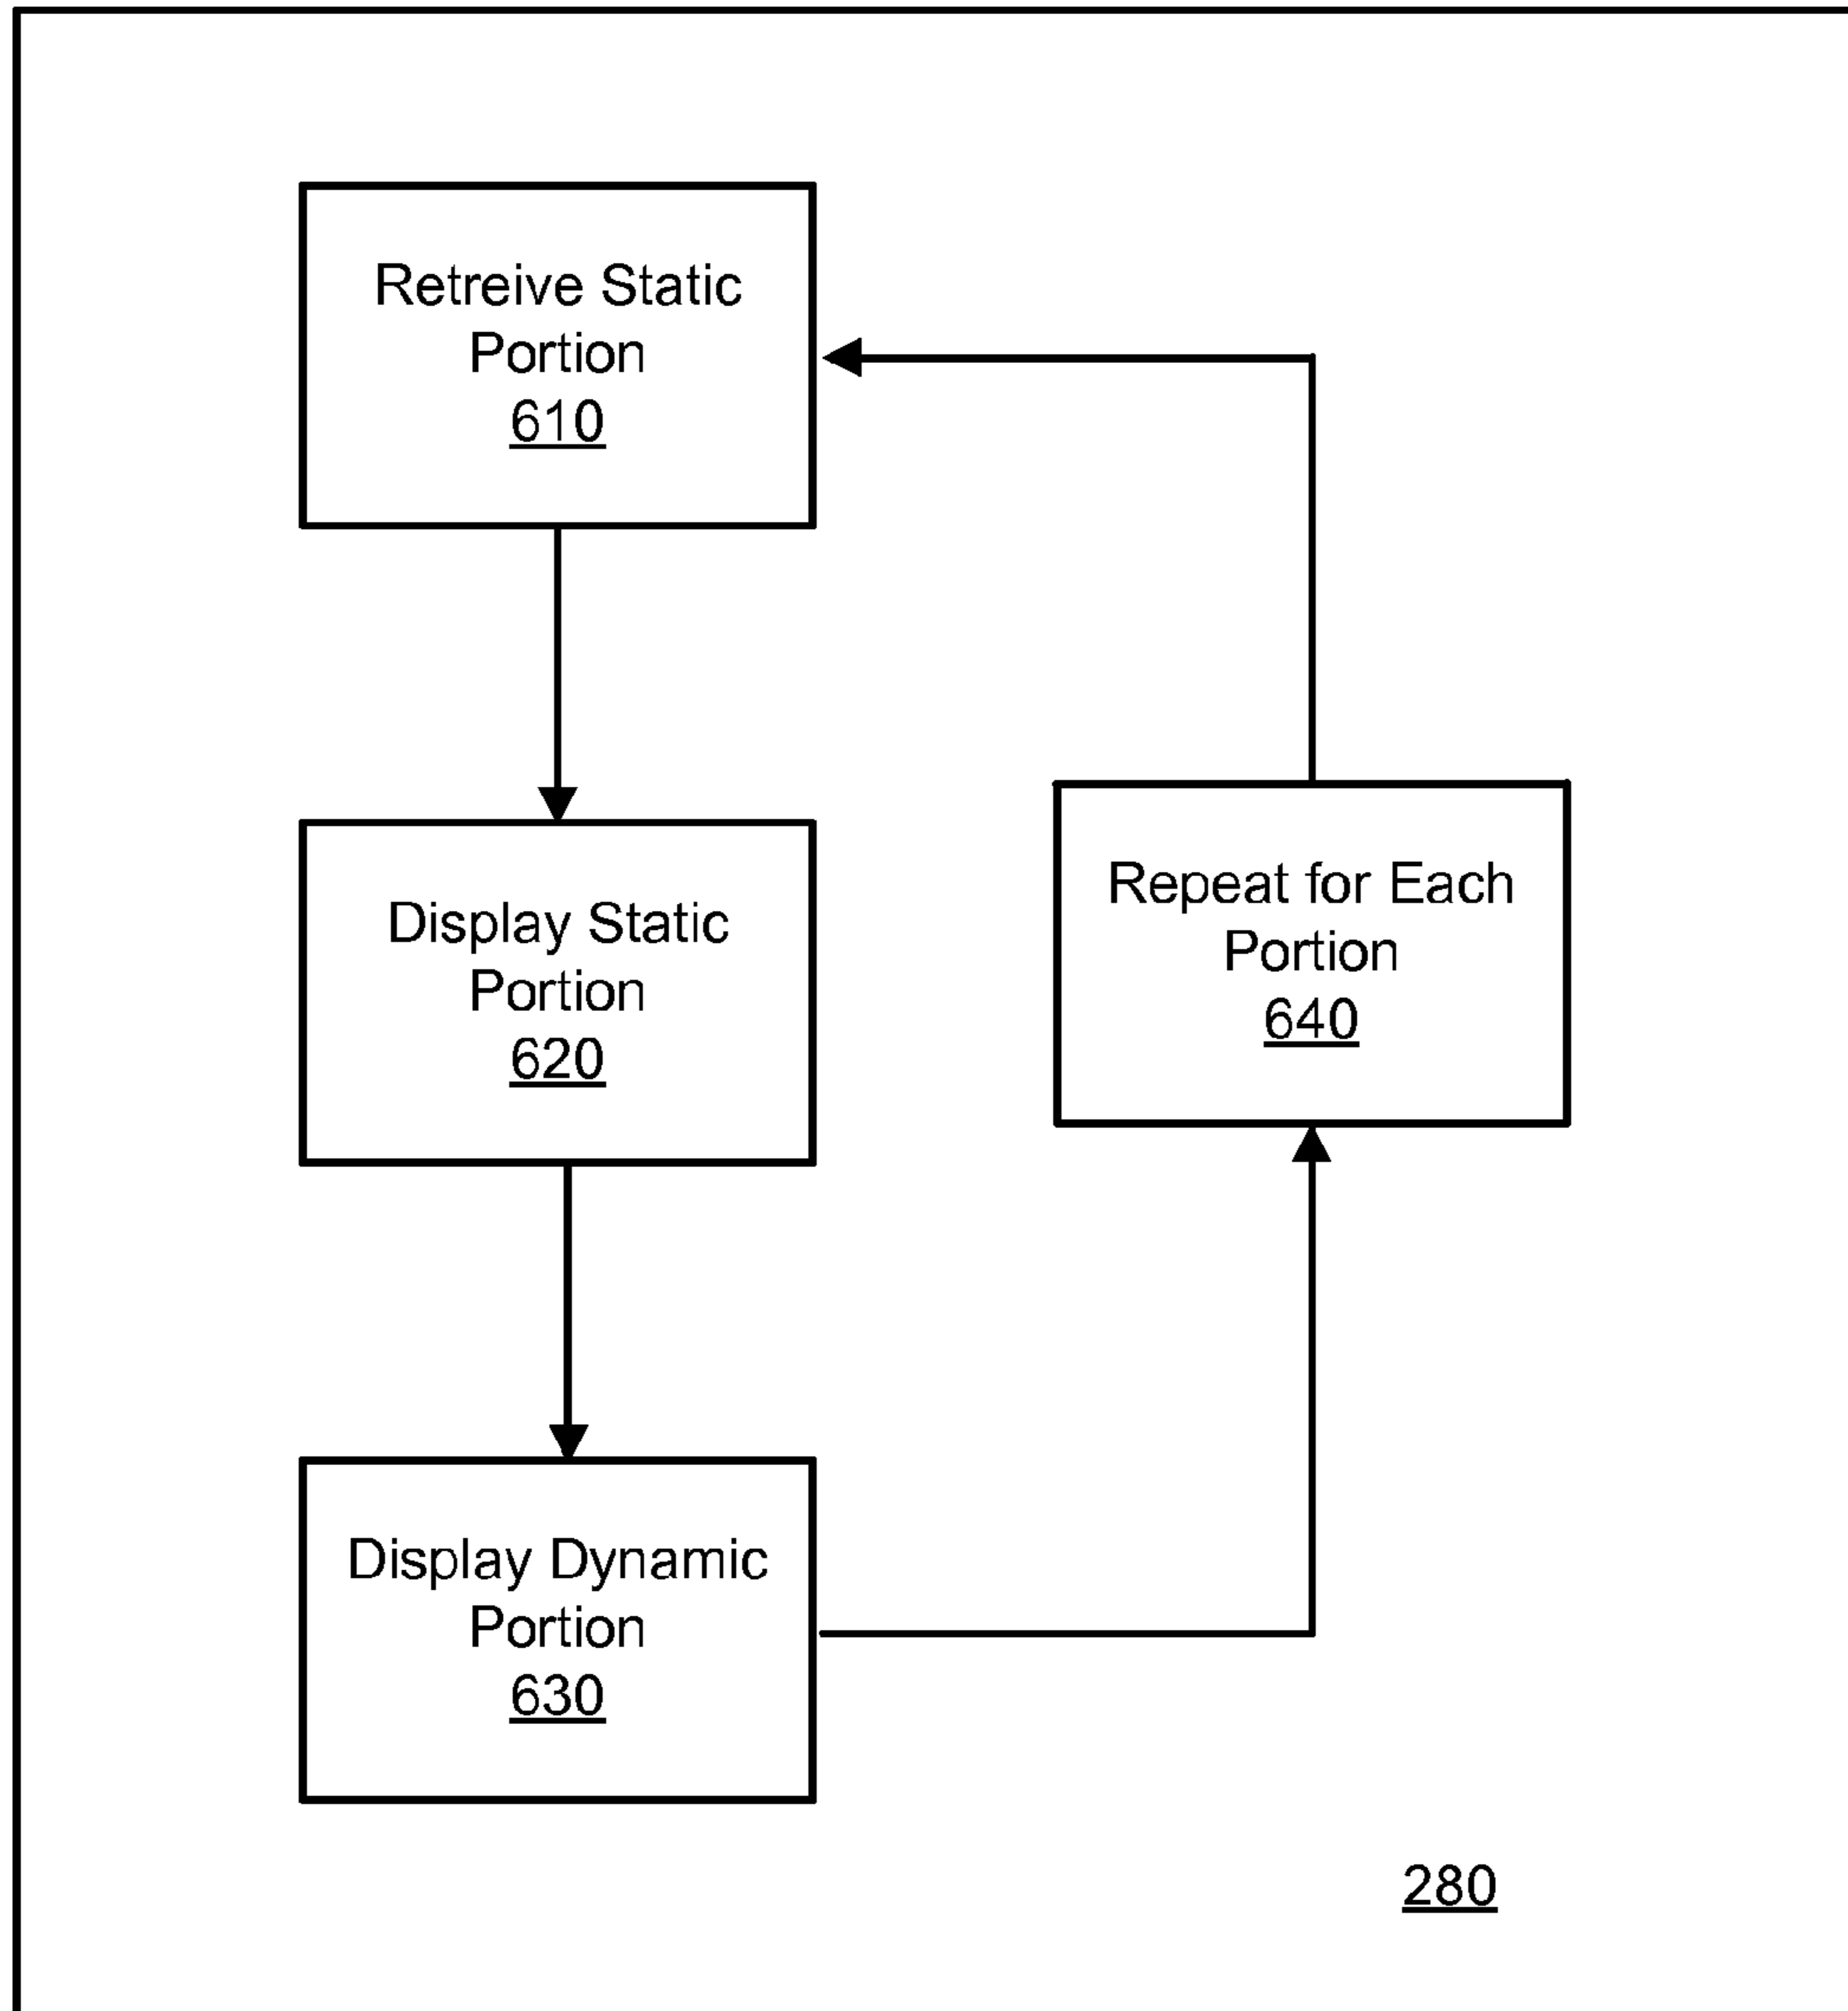 Retreive Static
Portion
610
Display Static
Portion
620
Display Dynamic
Portion
630
Repeat for Each
Portion
640
280